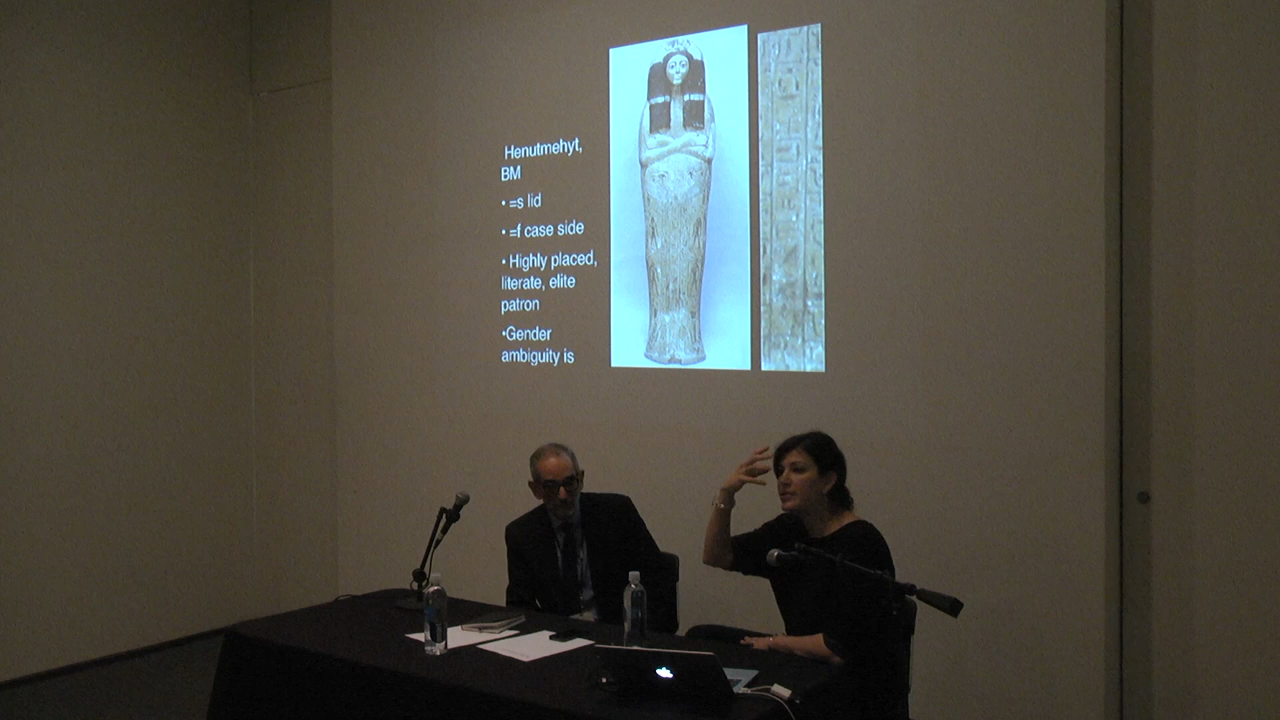 Henutmehyt,
BM
• =s lid
• =f case side
• Highly placed,
literate, elite
patron
•Gender
ambiguity is